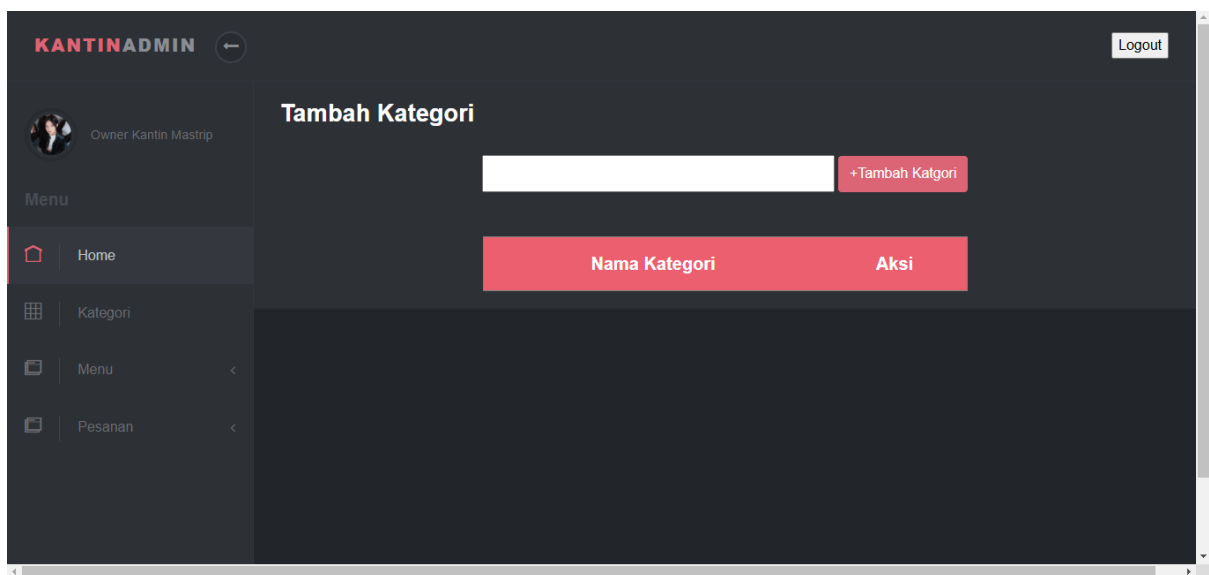 KANTINADMIN
Logout
Owner Kantin Mastrip
Menu
Home
Kategori
Menu
Pesanan
Tambah Kategori
+Tambah Katgori
Nama Kategori Aksi